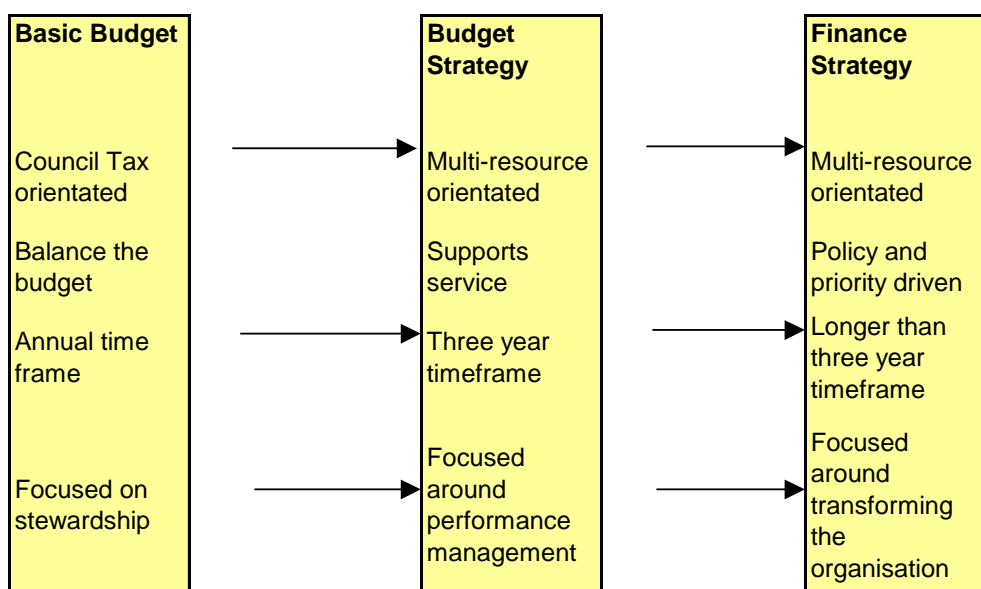 Basic Budget
Council Tax
orientated
Balance the
budget
Annual time
frame
Focused on
stewardship
Budget
Strategy
Multi-resource
orientated
Supports
service
Three year
timeframe
Focused
around
performance
management
Finance
Strategy
Multi-resource
orientated
Policy and
priority driven
Longer than
three year
timeframe
Focused
around
transforming
the
organisation